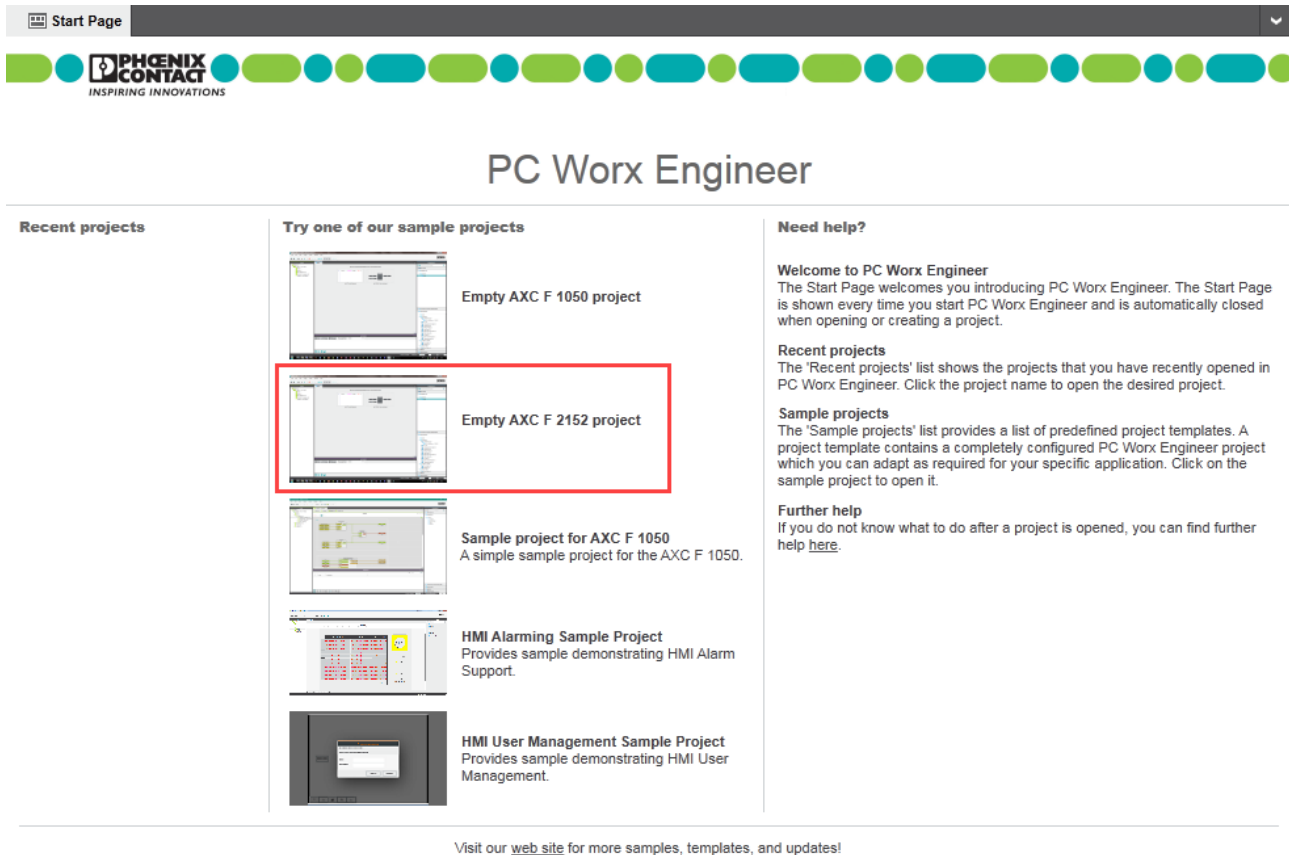 Start Page
PHŒNIX
CONTACT
INSPIRING INNOVATIONS
PC Worx Engineer
Recent projects
Try one of our sample projects
Empty AXC F 1050 project
Empty AXC F 2152 project
Sample project for AXC F 1050
A simple sample project for the AXC F 1050.
HMI Alarming Sample Project
Provides sample demonstrating HMI Alarm
Support.
HMI User Management Sample Project
Provides sample demonstrating HMI User
Management.
Need help?
Welcome to PC Worx Engineer
The Start Page welcomes you introducing PC Worx Engineer. The Start Page
is shown every time you start PC Worx Engineer and is automatically closed
when opening or creating a project.
Recent projects
The 'Recent projects' list shows the projects that you have recently opened in
PC Worx Engineer. Click the project name to open the desired project.
Sample projects
The 'Sample projects' list provides a list of predefined project templates. A
project template contains a completely configured PC Worx Engineer project
which you can adapt as required for your specific application. Click on the
sample project to open it.
Further help
If you do not know what to do after a project is opened, you can find further
help here.
Visit our web site for more samples, templates, and updates!